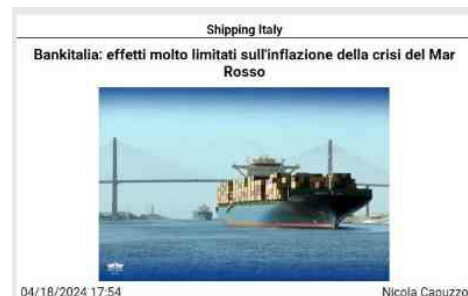 Shipping Italy
Bankitalia: effetti molto limitati sull'inflazione della crisi del Mar
Rosso
04/18/2024 17:54
Nicola Capuzzo